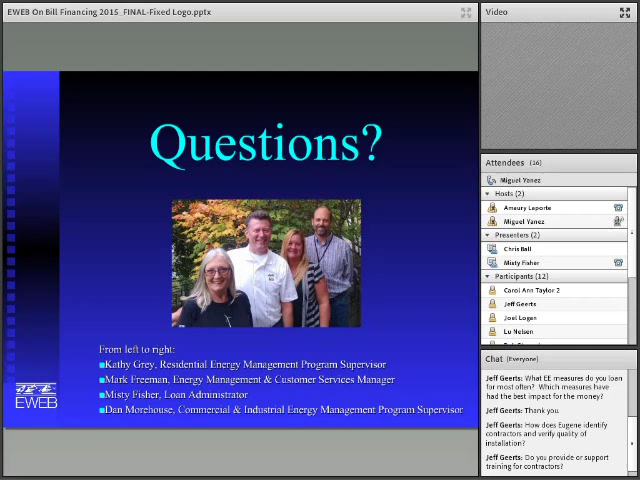 EWEB On Bill Financing 2015_FINAL-Fixed Logo.pptx
Questions?
From left to right:
Kathy Grey, Residential Energy Management Program Supervisor
Mark Freeman, Energy Management & Customer Services Manager
Misty Fisher, Loan Administrator
Dan Morehouse, Commercial & Industrial Energy Management Program Supervisor
EWEB
Video
Attendees (16)
Miguel Yanez
Hosts (2)
Amaury Laporte
Miguel Yanez
Presenters (2)
Chris Ball
Misty Fisher
Participants (12)
Carol Ann Taylor 2
Jeff Geerts
Joel Logan
Lu Nelsen
Chat (Everyone)
Jeff Geerts: What EE measures do you loan
for most often? Which measures have
had the best impact for the money?
Jeff Geerts: Thank you.
Jeff Geerts: How does Eugene identify
contractors and verify quality of
installation?
Jeff Geerts: Do you provide or support
training for contractors?